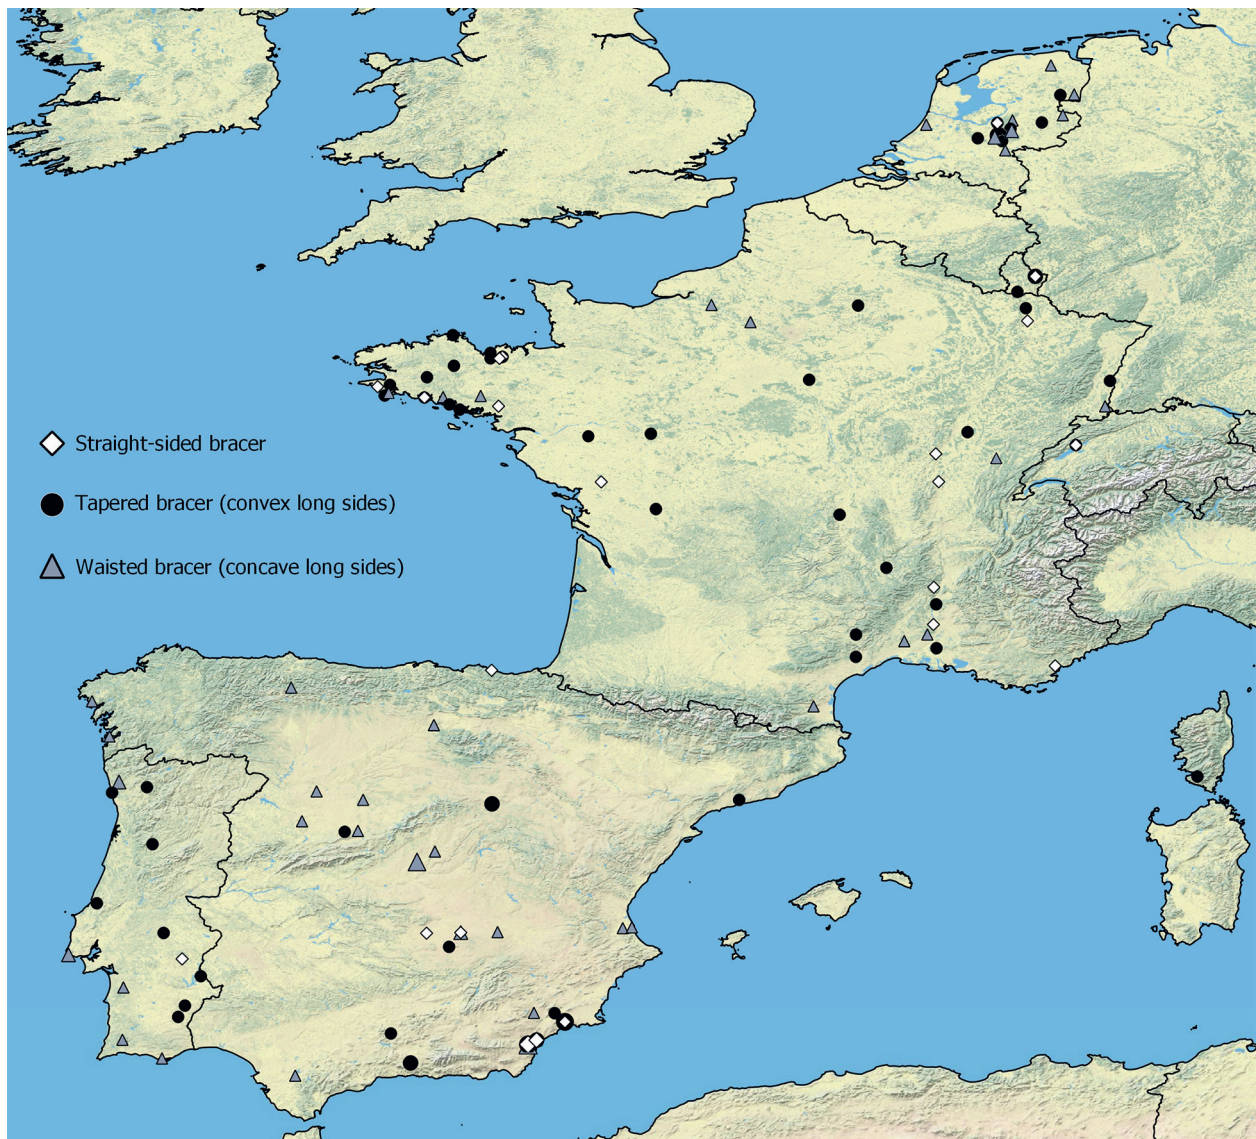 Straight-sided bracer
Tapered bracer (convex long sides)
Waisted bracer (concave long sides)